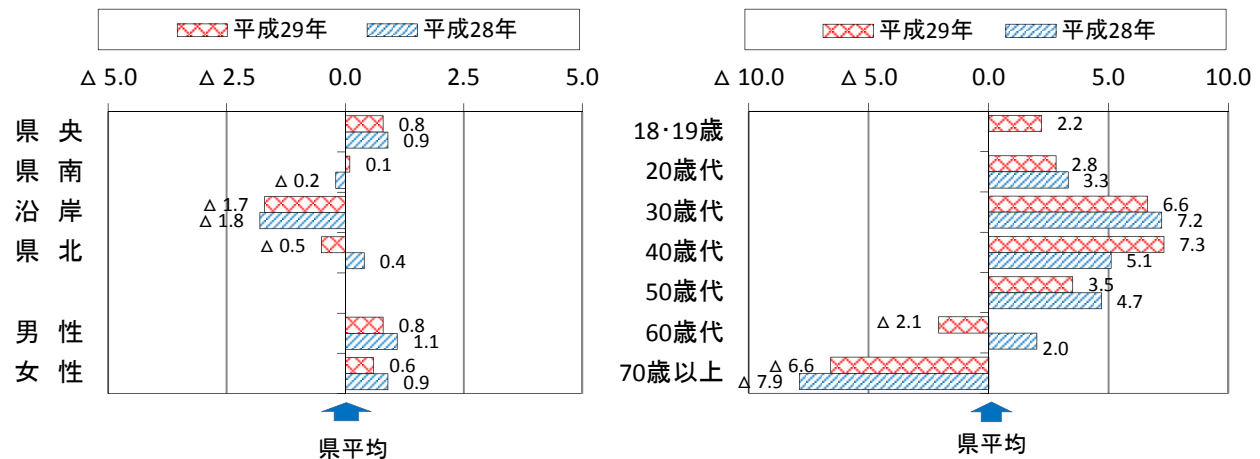 平成29年 平成28年
△ 5.0 △ 2.5 0.0 2.5 5.0
県 央 0.8
0.9
県 南 0.1
△ 0.2
沿 岸 △ 1.7
△ 1.8
県 北 △ 0.5
0.4
男 性 0.8
1.1
女 性 0.6
0.9
県平均
平成29年 平成28年
△ 10.0 △ 5.0 0.0 5.0 10.0
18･19歳 2.2
20歳代 2.8
3.3
30歳代 6.6
7.2
40歳代 7.3
5.1
50歳代 3.5
4.7
60歳代 △ 2.1
2.0
70歳以上 △ 6.6
△ 7.9
県平均